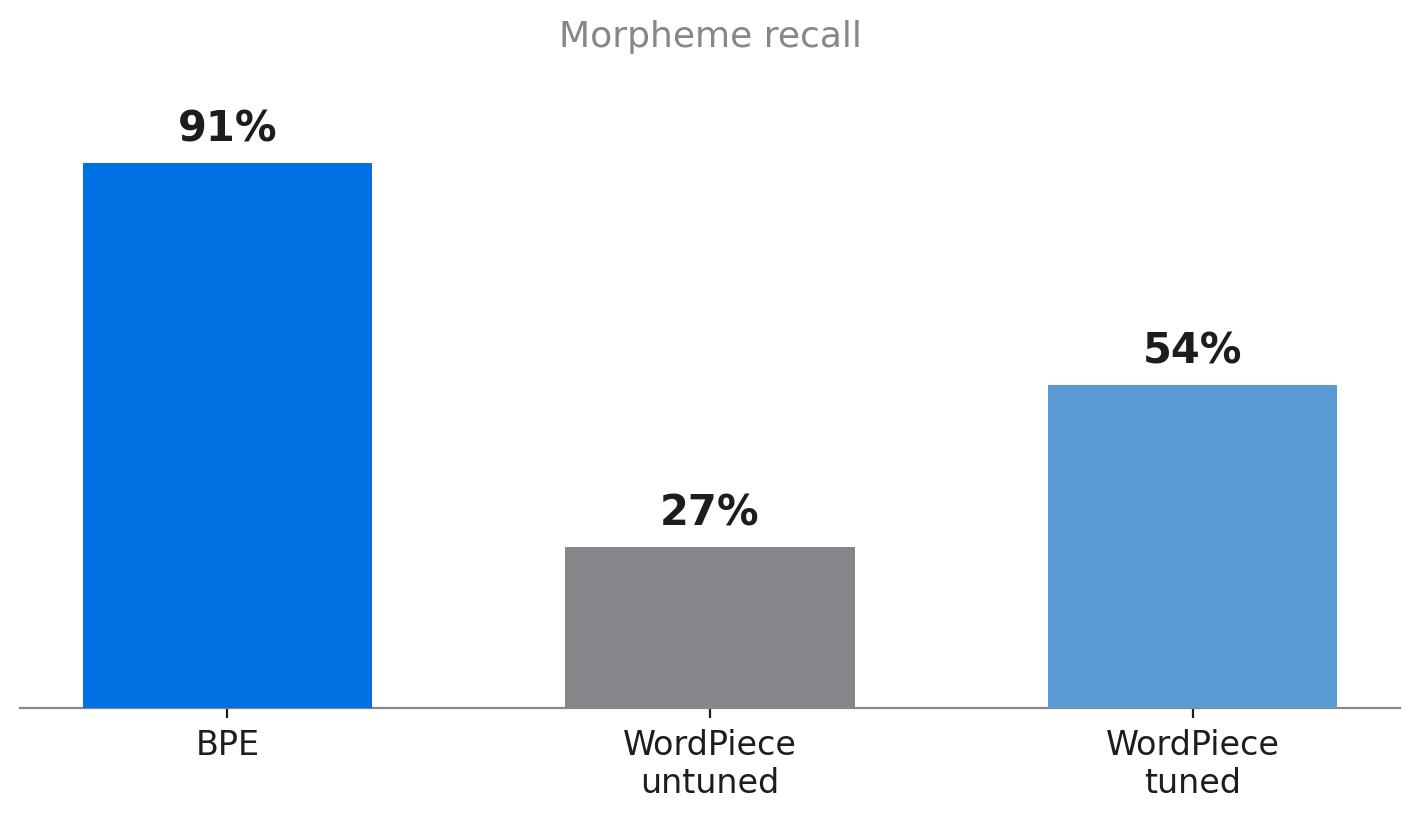 Morpheme recall
91%
27%
54%
BPE
WordPiece
untuned
WordPiece
tuned